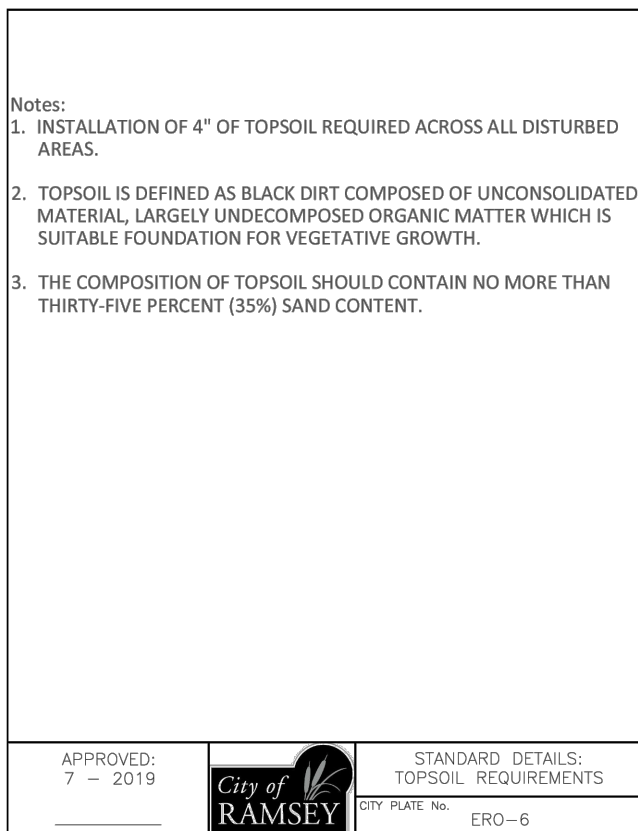 Notes:
1. INSTALLATION OF 4" OF TOPSOIL REQUIRED ACROSS ALL DISTURBED
AREAS.
2. TOPSOIL IS DEFINED AS BLACK DIRT COMPOSED OF UNCONSOLIDATED
MATERIAL, LARGELY UNDECOMPOSED ORGANIC MATTER WHICH IS
SUITABLE FOUNDATION FOR VEGETATIVE GROWTH.
3. THE COMPOSITION OF TOPSOIL SHOULD CONTAIN NO MORE THAN
THIRTY-FIVE PERCENT (35%) SAND CONTENT.
APPROVED:
7 - 2019
City of
RAMSEY
STANDARD DETAILS:
TOPSOIL REQUIREMENTS
CITY PLATE No.
ERO-6